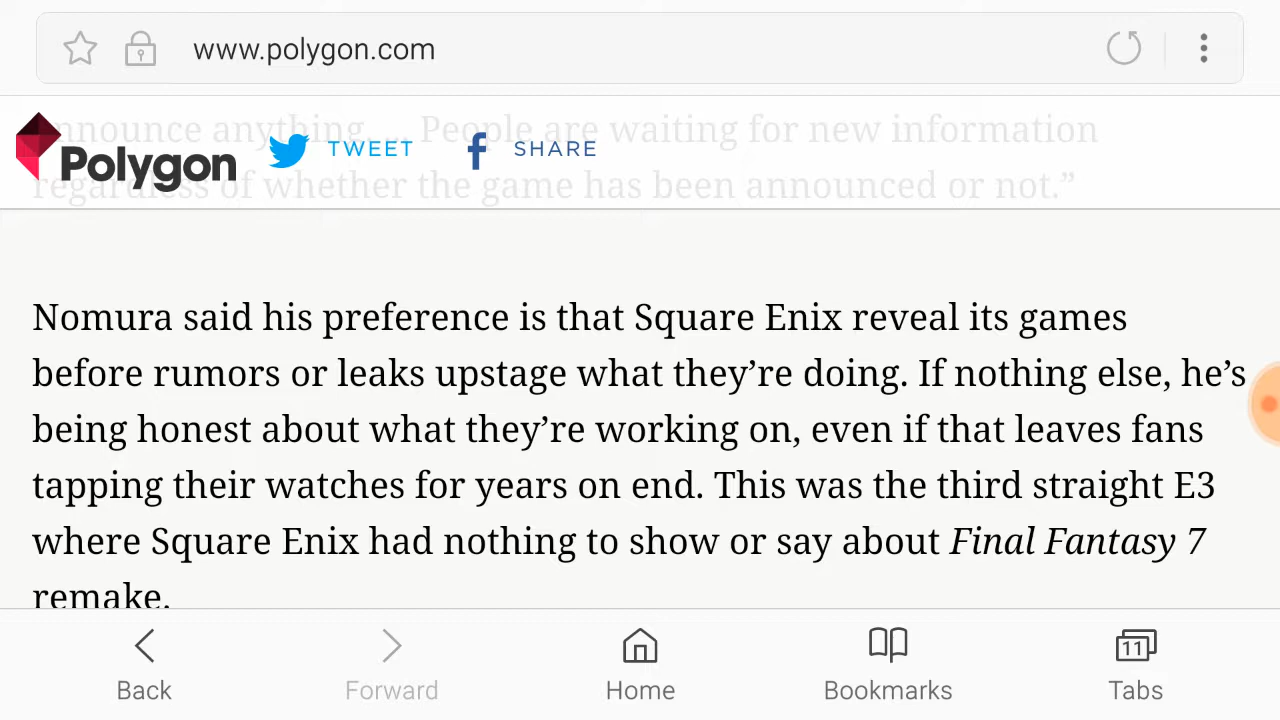 www.polygon.com
announce anything. ... People are waiting for new information
Polygon TWEET f SHARE
regardless of whether the game has been announced or not.”
Nomura said his preference is that Square Enix reveal its games
before rumors or leaks upstage what they’re doing. If nothing else, he’s
being honest about what they’re working on, even if that leaves fans
tapping their watches for years on end. This was the third straight E3
where Square Enix had nothing to show or say about Final Fantasy 7
remake.
11
Back Forward Home Bookmarks Tabs